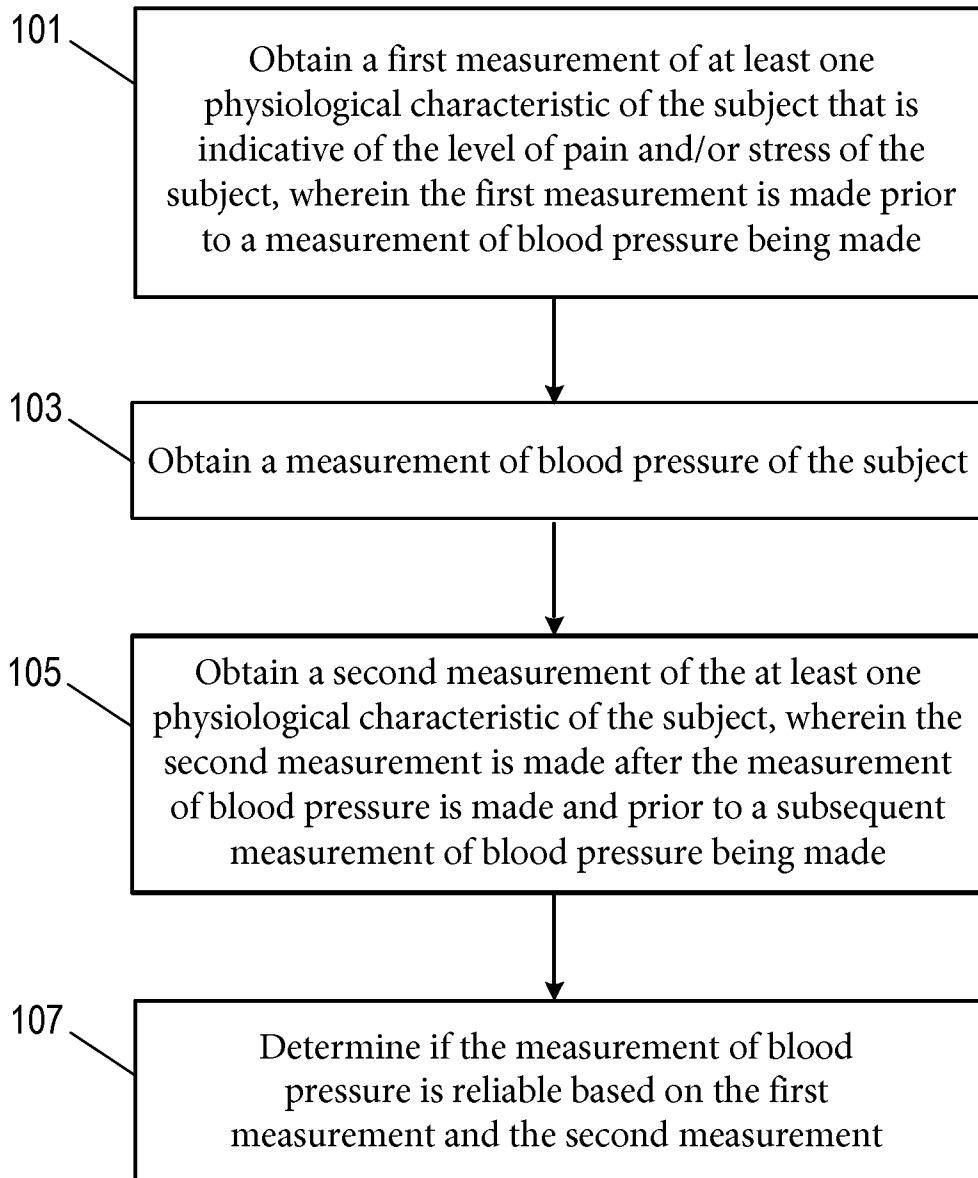 101
Obtain a first measurement of at least one
physiological characteristic of the subject that is
indicative of the level of pain and/or stress of the
subject, wherein the first measurement is made prior
to a measurement of blood pressure being made
103
Obtain a measurement of blood pressure of the subject
105
Obtain a second measurement of the at least one
physiological characteristic of the subject, wherein the
second measurement is made after the measurement
of blood pressure is made and prior to a subsequent
measurement of blood pressure being made
107
Determine if the measurement of blood
pressure is reliable based on the first
measurement and the second measurement